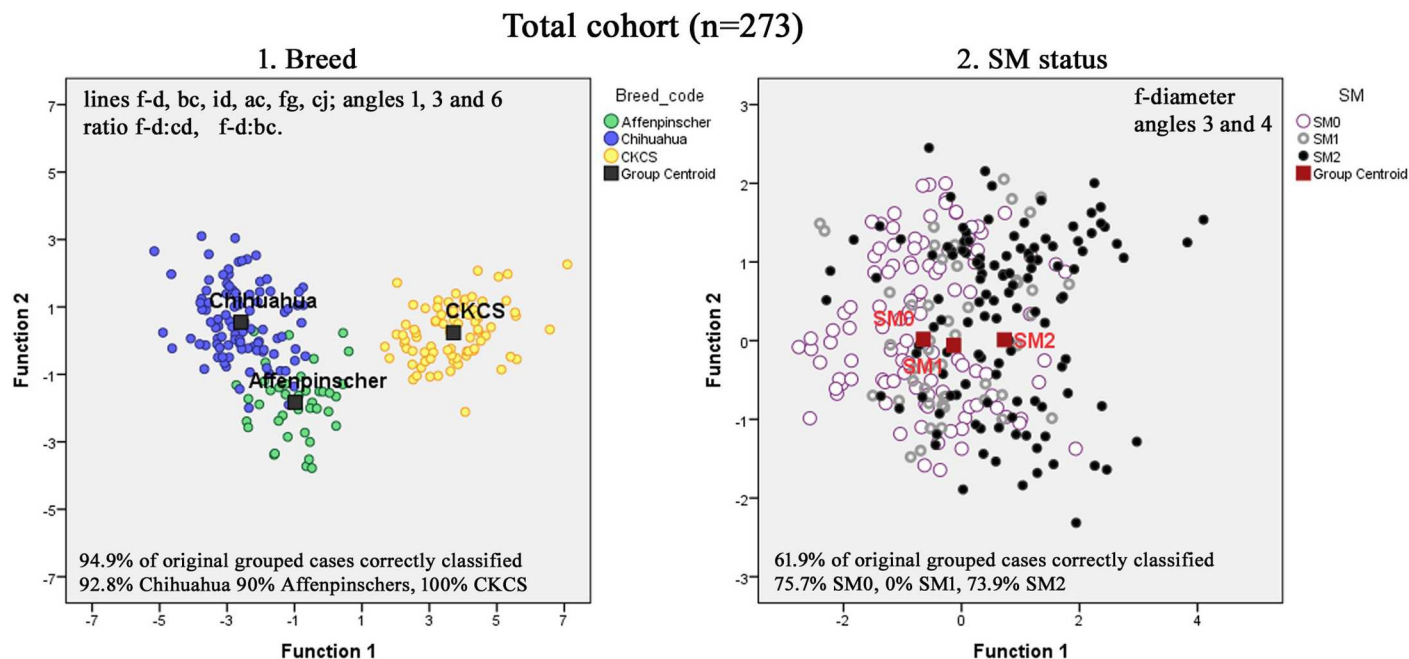 Total cohort (n=273)
1. Breed
lines f-d, bc, id, ac, fg, cj; angles 1, 3 and 6
ratio f-d:cd, f-d:bc.
7
5
3
1
-1
-3
-5
-7
Function 2
Chihuahua
CKCS
Affenpinscher
94.9% of original grouped cases correctly classified
92.8% Chihuahua 90% Affenpinschers, 100% CKCS
-7
-5
-3
-1
1
3
5
7
Function 1
Breed_code
Affenpinscher
Chihuahua
CKCS
Group Centroid
2. SM status
f-diameter
angles 3 and 4
3
2
1
0
-1
-2
-3
Function 2
SM0
SM1
SM2
61.9% of original grouped cases correctly classified
75.7% SM0, 0% SM1, 73.9% SM2
-2
0
2
4
Function 1
SM
SM0
SM1
SM2
Group Centroid